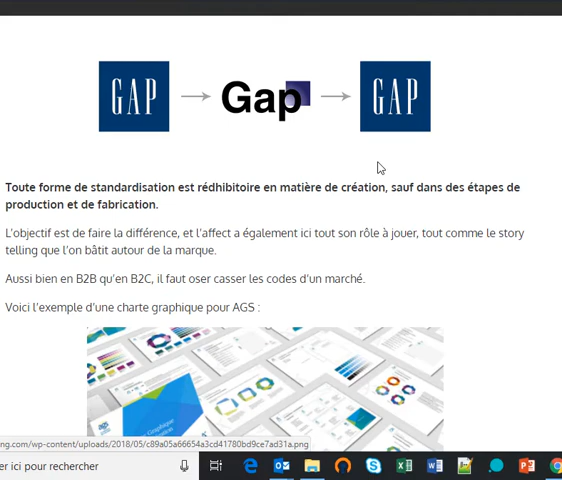 GAP Gap GAP
Toute forme de standardisation est rédhibitoire en matière de création, sauf dans des étapes de
production et de fabrication.
L'objectif est de faire la différence, et l'affect a également ici tout son rôle à jouer, tout comme le story
telling que l'on bâtit autour de la marque.
Aussi bien en B2B qu'en B2C, il faut oser casser les codes d'un marché.
Voici l'exemple d'une charte graphique pour AGS :
ags
Graphique
ng.com/wp-content/uploads/2018/05/c89a05a66654a3cd41780bd9ce7ad31a.png
er ici pour rechercher